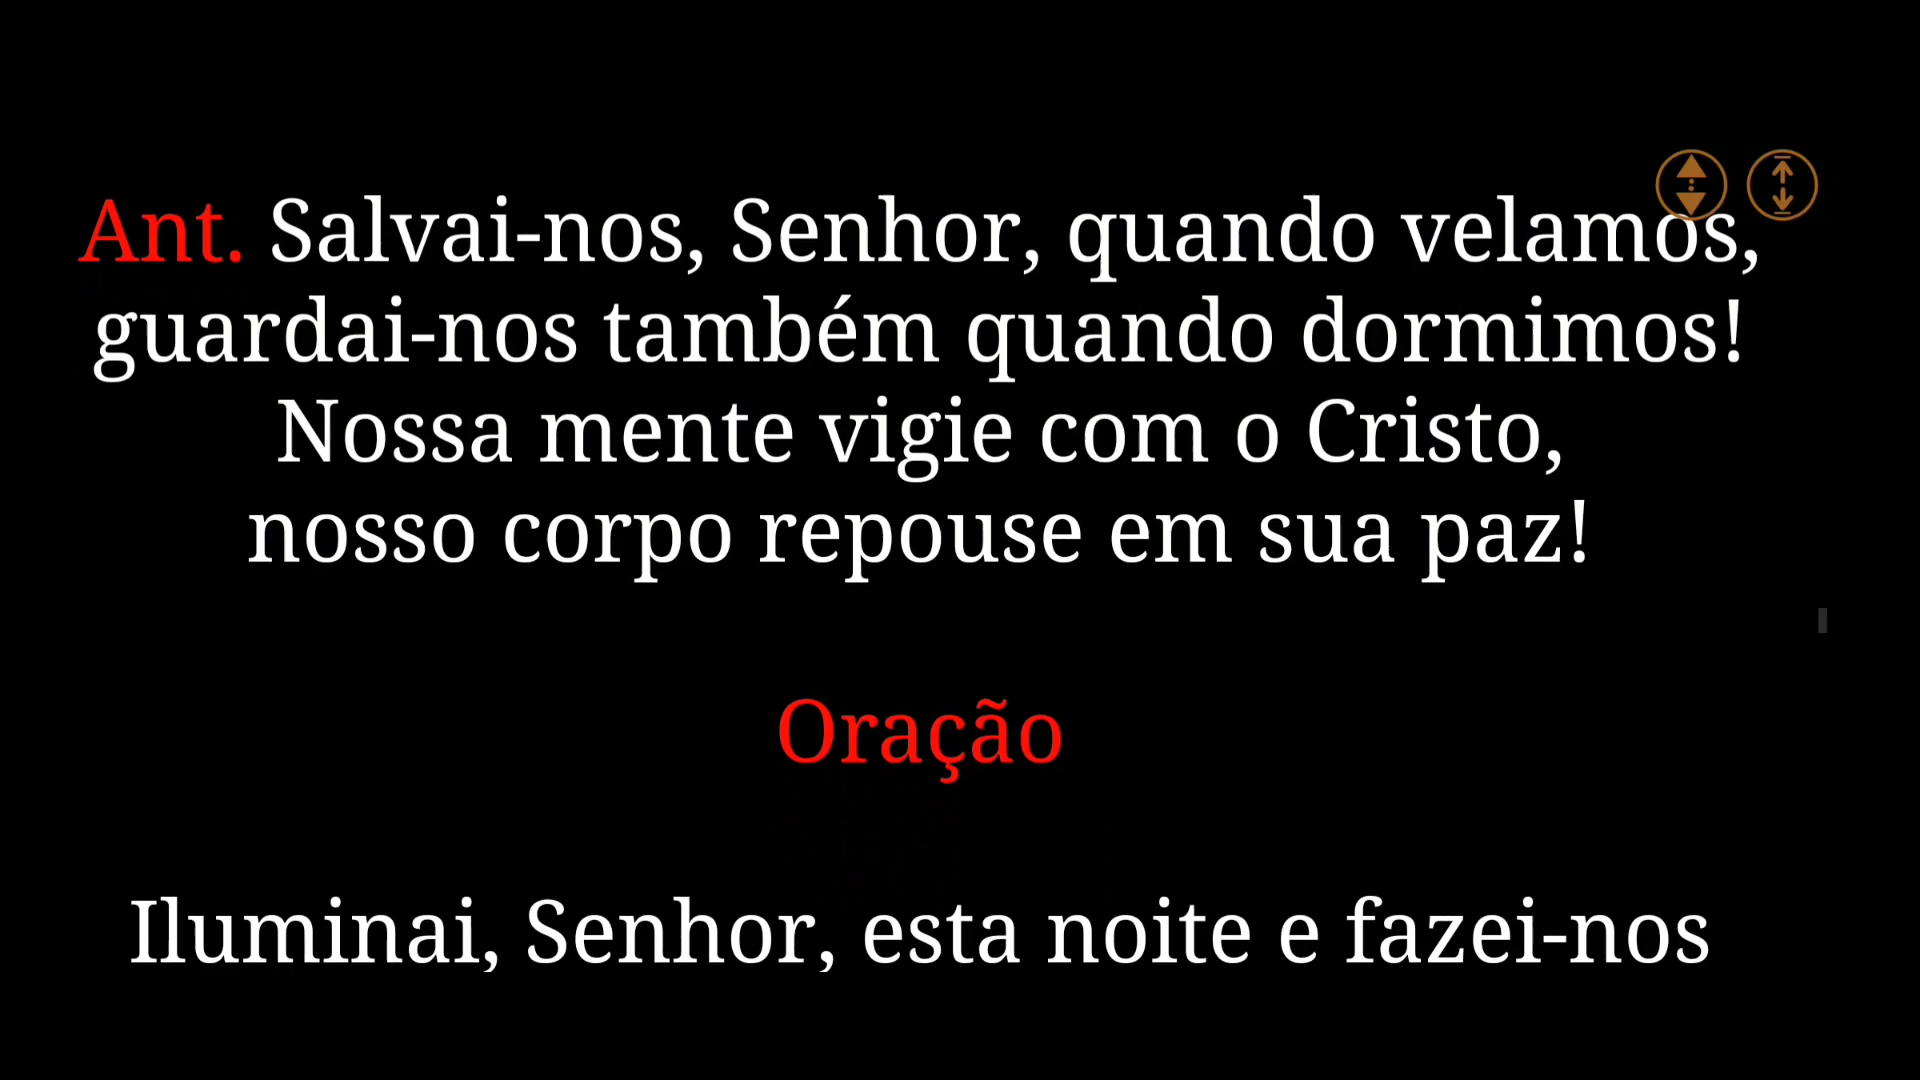 Ant. Salvai-nos, Senhor, quando velamos,
guardai-nos também quando dormimos!
Nossa mente vigie com o Cristo,
nosso corpo repouse em sua paz!
Oração
Iluminai, Senhor, esta noite e fazei-nos